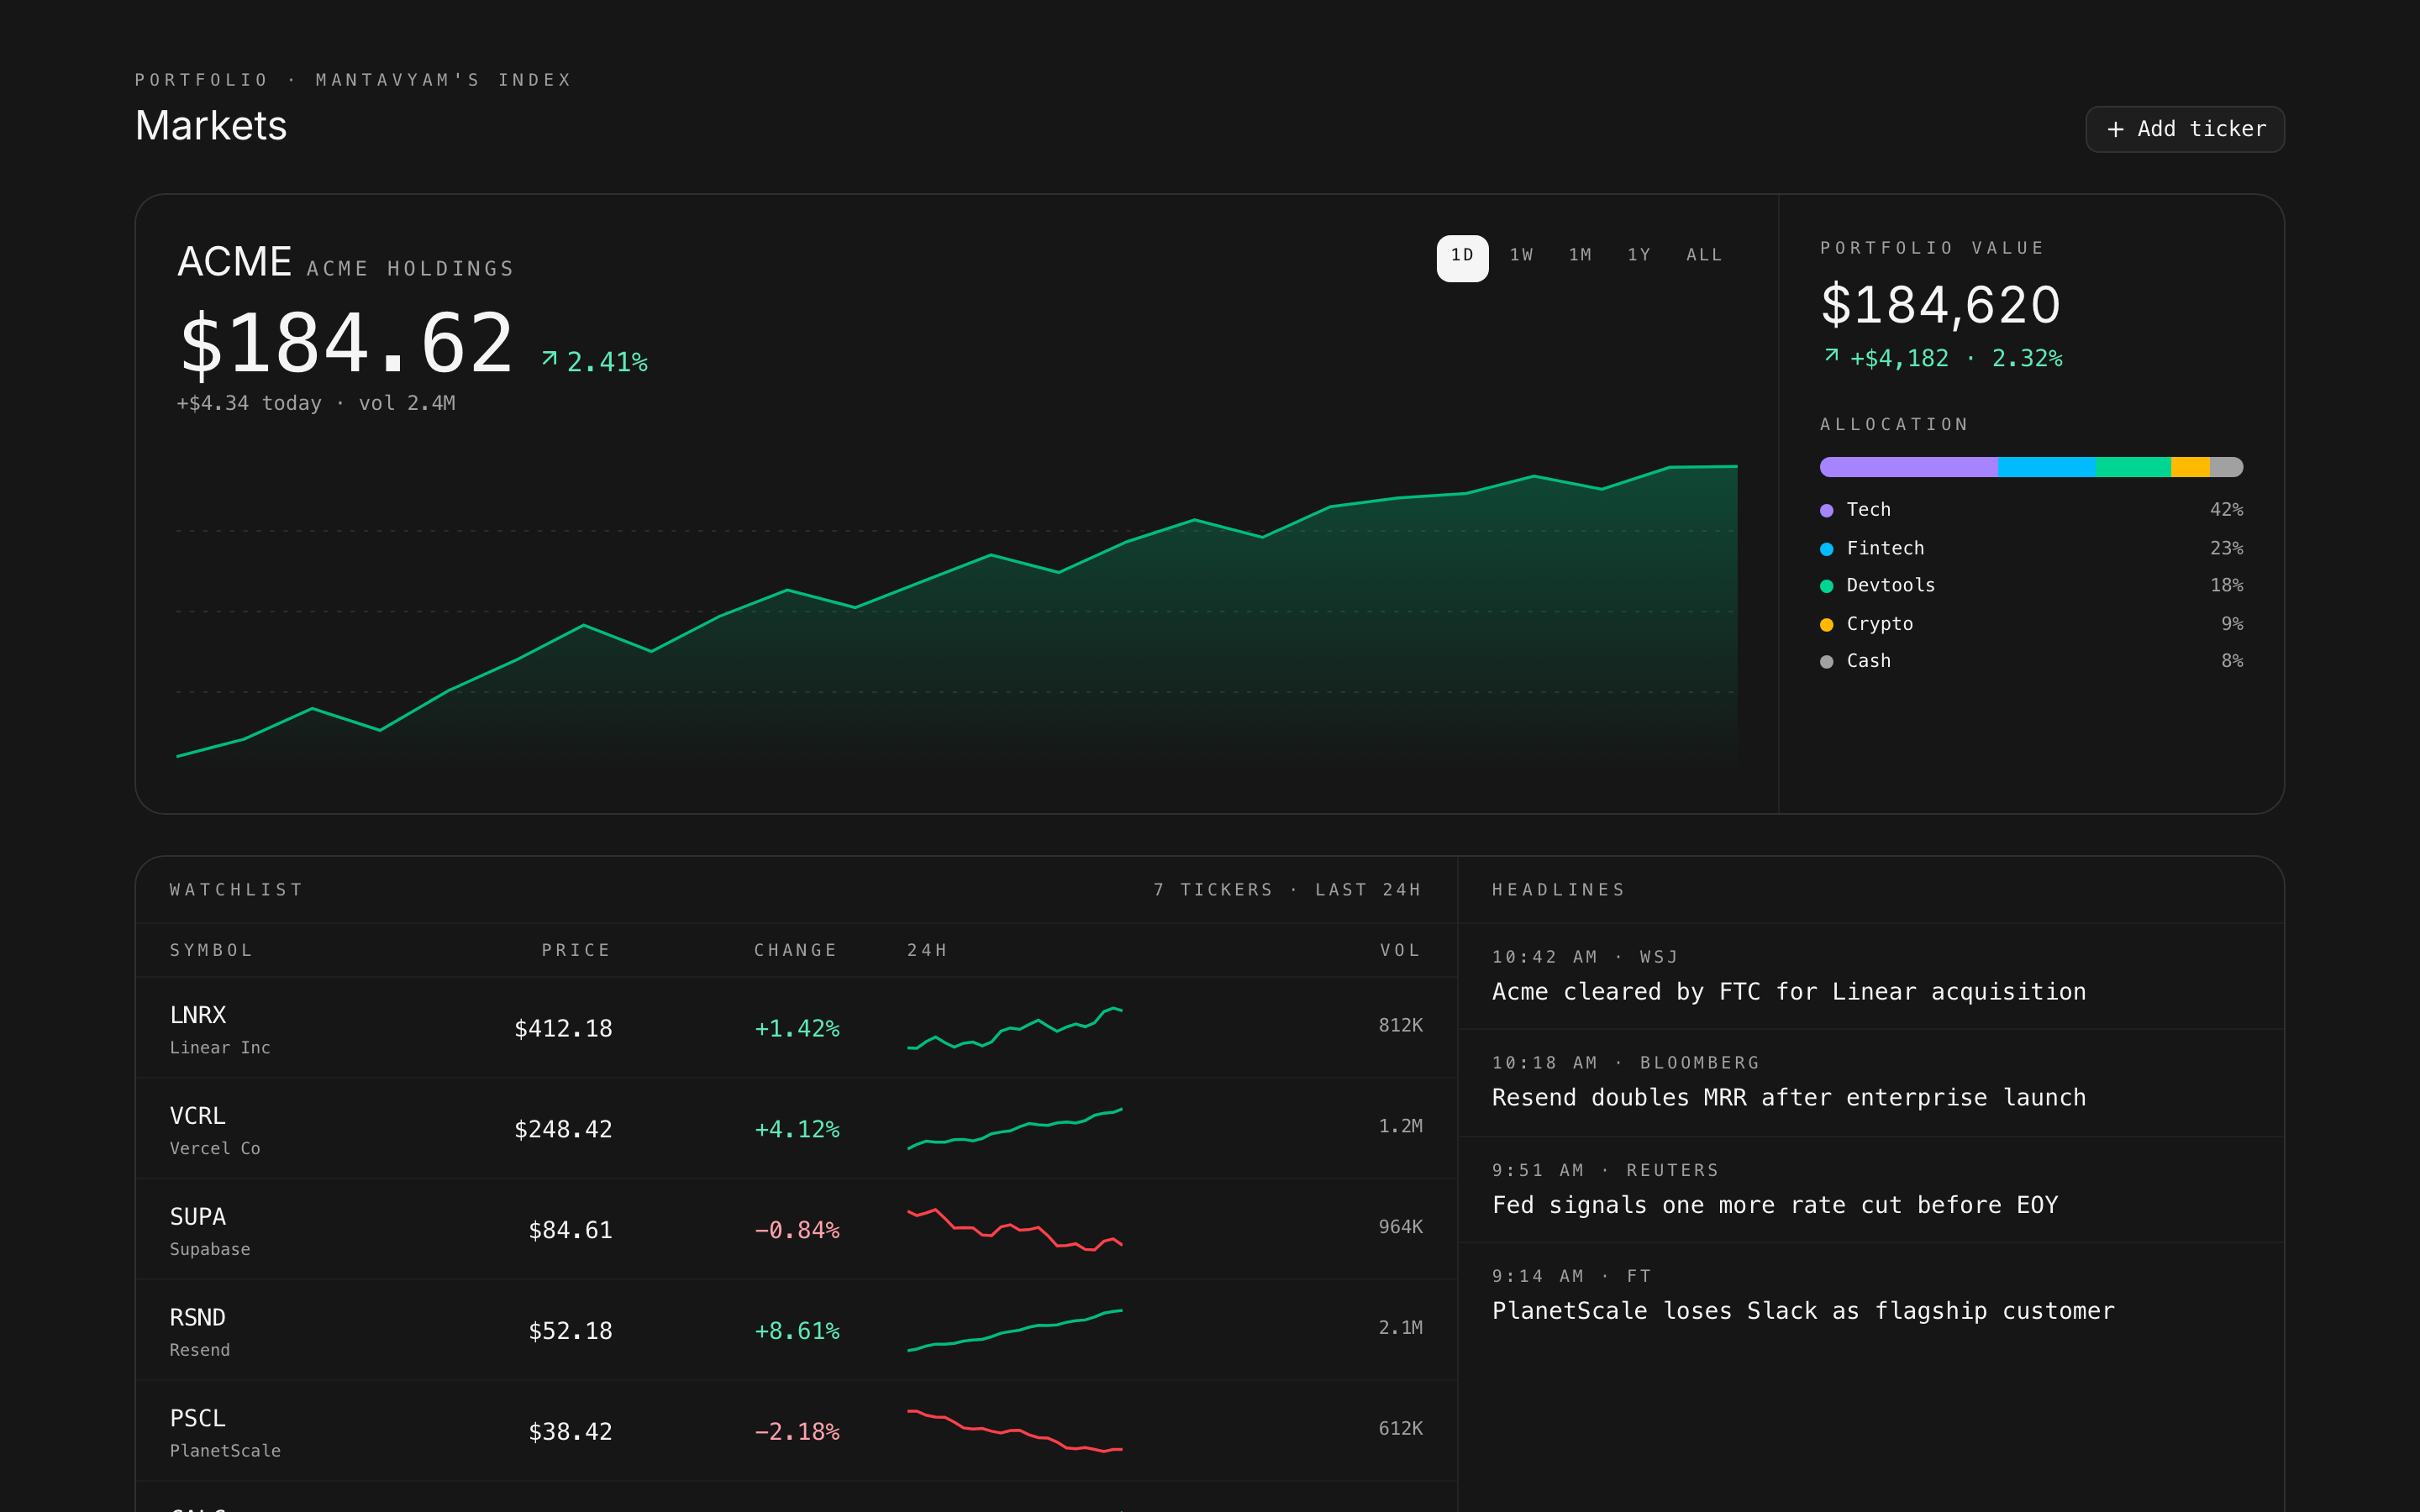 PORTFOLIO · MANTAVYAM'S INDEX
Markets
+ Add ticker
ACME ACME HOLDINGS
1D 1W 1M 1Y ALL
$184.62 2.41%
+$4.34 today · vol 2.4M
PORTFOLIO VALUE
$184,620
+$4,182 · 2.32%
ALLOCATION
Tech 42%
Fintech 23%
Devtools 18%
Crypto 9%
Cash 8%
WATCHLIST 7 TICKERS · LAST 24H
SYMBOL PRICE CHANGE 24H VOL
LNRX $412.18 +1.42% 812K
Linear Inc
VCRL $248.42 +4.12% 1.2M
Vercel Co
SUPA $84.61 −0.84% 964K
Supabase
RSND $52.18 +8.61% 2.1M
Resend
PSCL $38.42 −2.18% 612K
PlanetScale
HEADLINES
10:42 AM · WSJ
Acme cleared by FTC for Linear acquisition
10:18 AM · BLOOMBERG
Resend doubles MRR after enterprise launch
9:51 AM · REUTERS
Fed signals one more rate cut before EOY
9:14 AM · FT
PlanetScale loses Slack as flagship customer